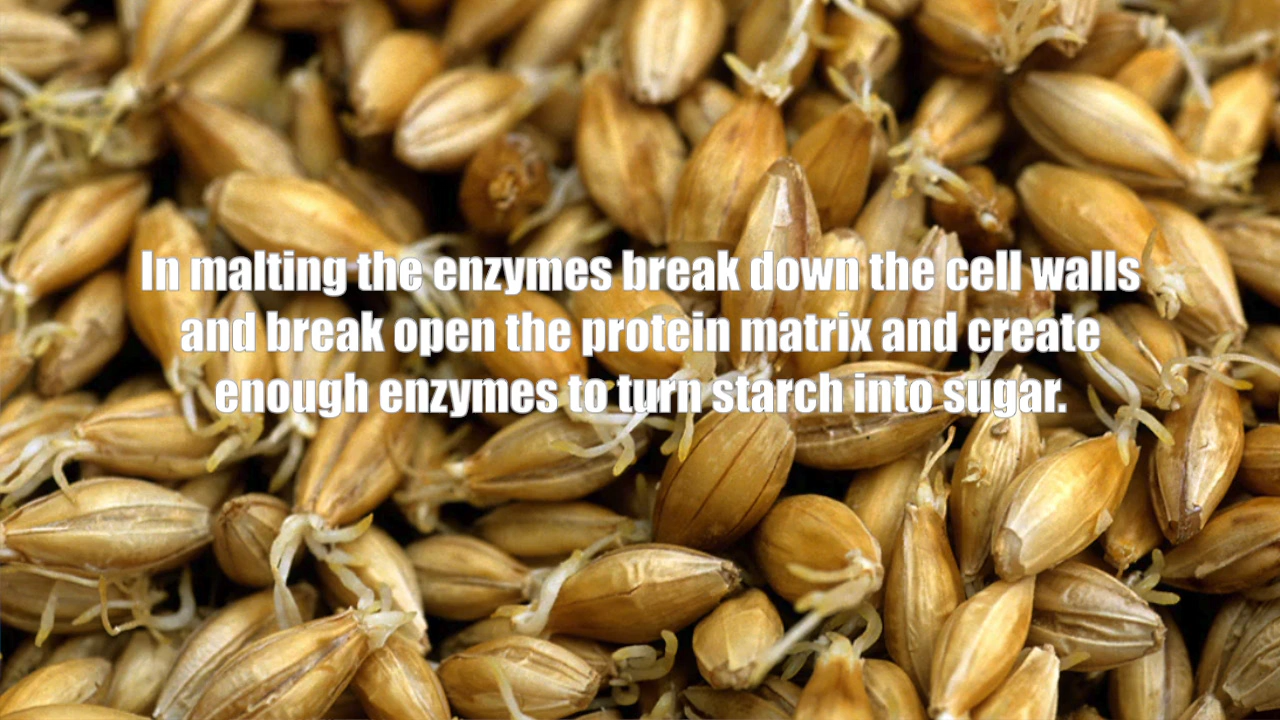 In malting the enzymes break down the cell walls
and break open the protein matrix and create
enough enzymes to turn starch into sugar.